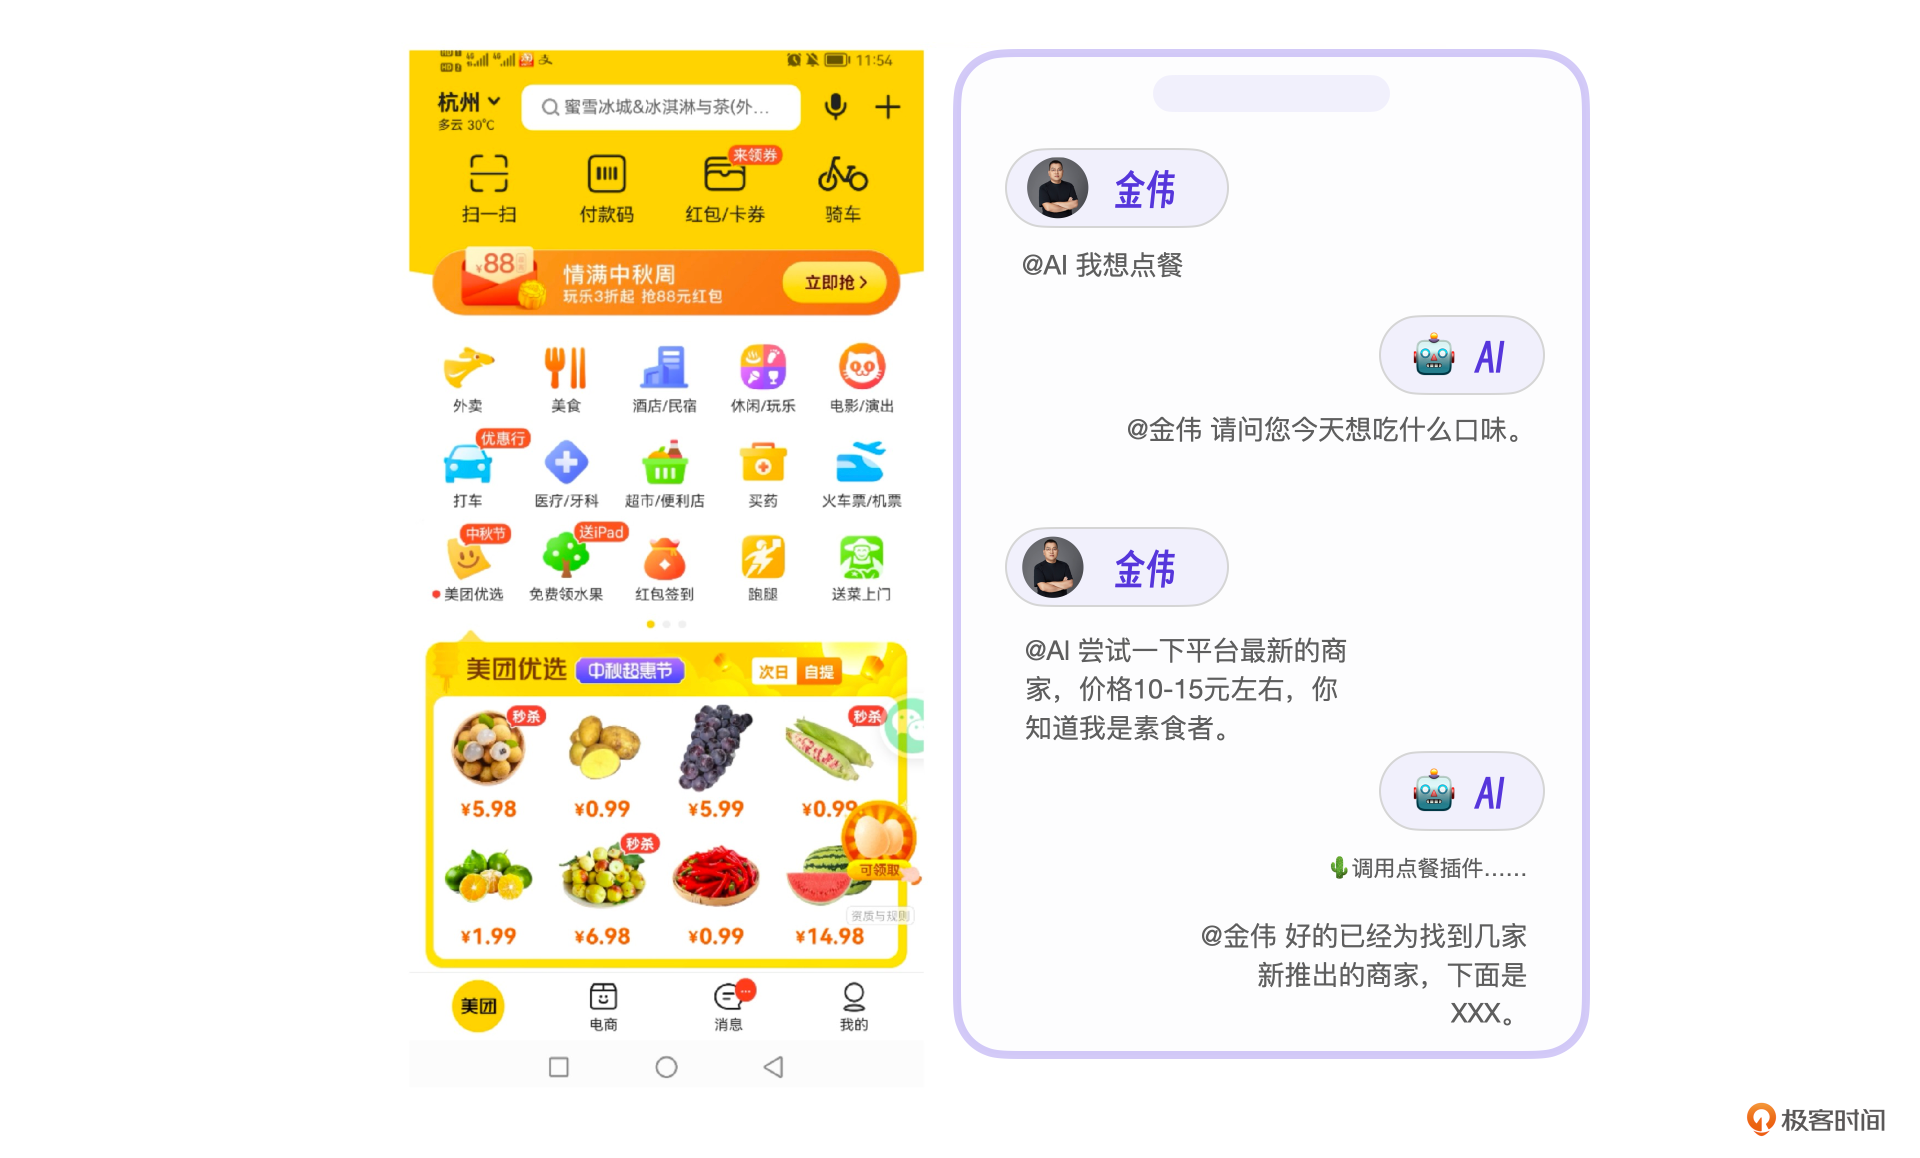 11:54
杭州
多云 30°C
蜜雪冰城&冰淇淋与茶(外...
来领券
扫一扫
付款码
红包/卡券
骑车
¥88
情满中秋周
玩乐3折起 抢88元红包
立即抢
外卖
美食
酒店/民宿
休闲/玩乐
电影/演出
优惠行
打车
医疗/牙科
超市/便利店
买药
火车票/机票
中秋节
送iPad
美团优选
免费领水果
红包签到
跑腿
送菜上门
美团优选
中秋超惠节
次日
自提
秒杀
秒杀
¥5.98
¥0.99
¥5.99
¥0.99
秒杀
可领取
资质与规则
¥1.99
¥6.98
¥0.99
¥14.98
美团
电商
消息
我的
金伟
@AI 我想点餐
AI
@金伟 请问您今天想吃什么口味。
金伟
@AI 尝试一下平台最新的商
家，价格10-15元左右，你
知道我是素食者。
AI
调用点餐插件......
@金伟 好的已经为找到几家
新推出的商家，下面是
XXX。
极客时间